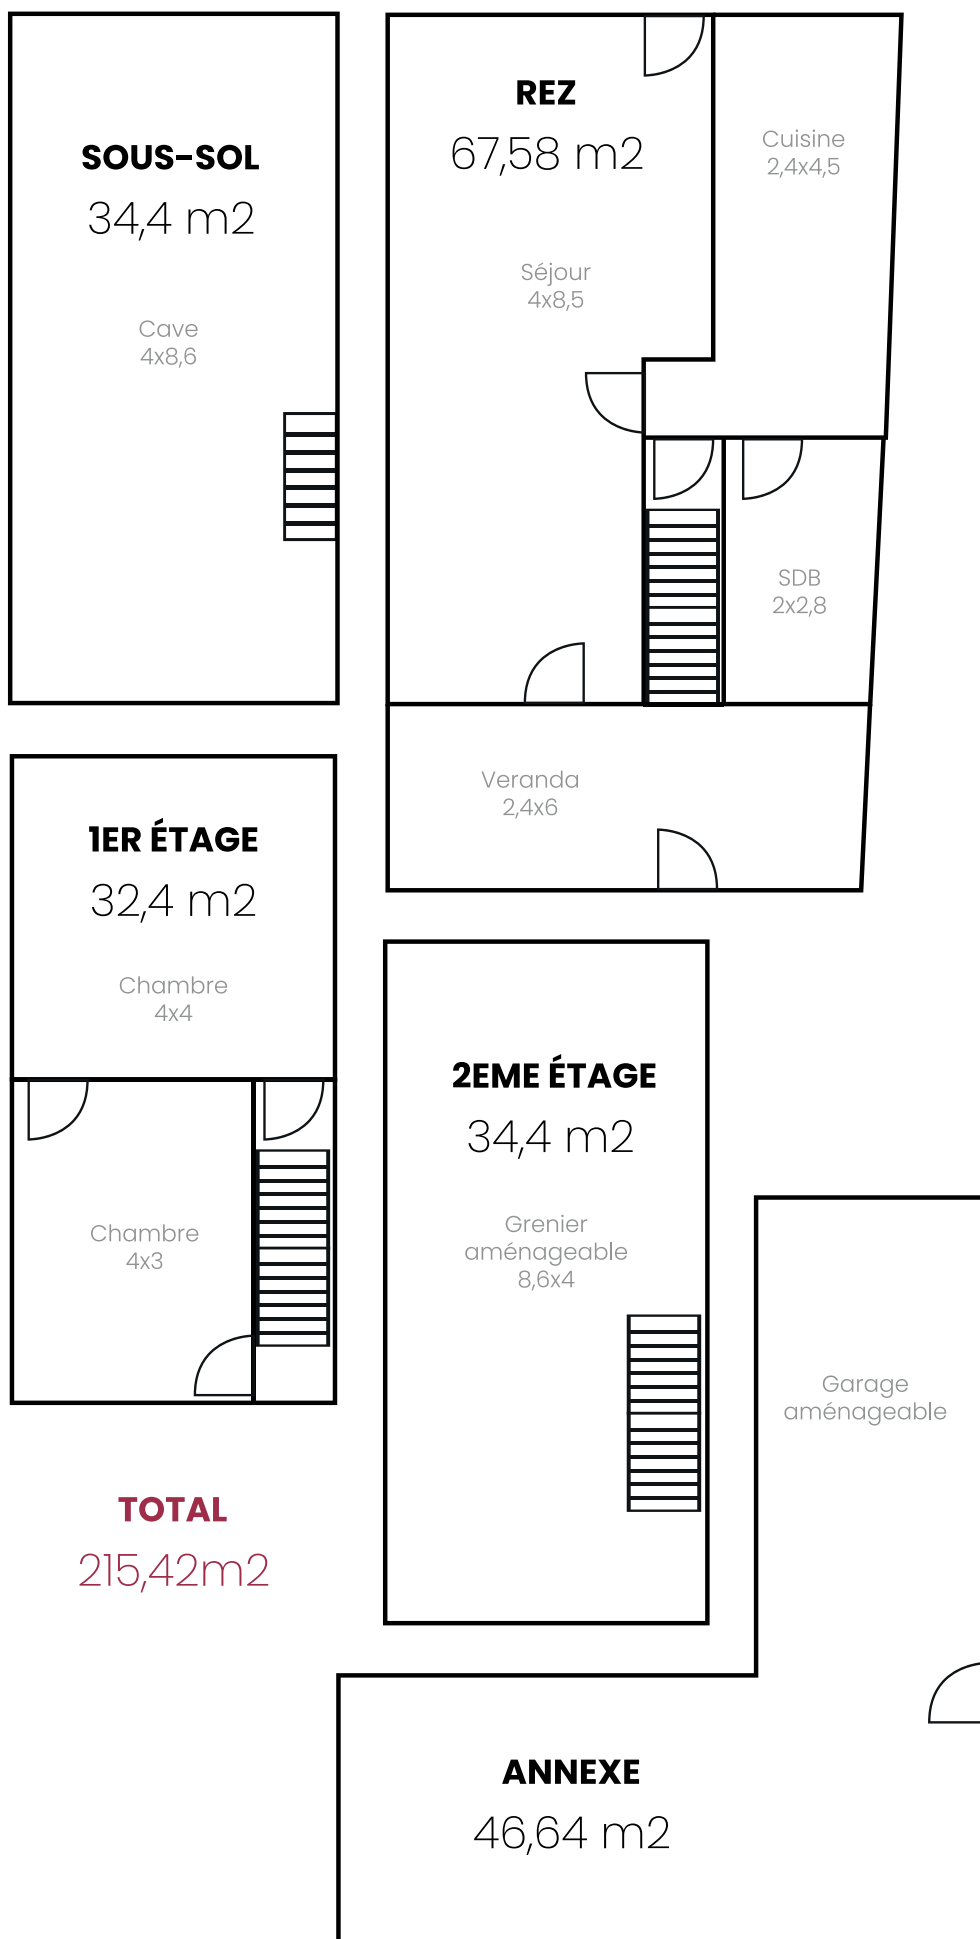 SOUS-SOL
34,4 m2
Cave
4x8,6
REZ
67,58 m2
Cuisine
2,4x4,5
Séjour
4x8,5
SDB
2x2,8
Veranda
2,4x6
1ER ÉTAGE
32,4 m2
Chambre
4x4
Chambre
4x3
2EME ÉTAGE
34,4 m2
Grenier
aménageable
8,6x4
Garage
aménageable
TOTAL
215,42m2
ANNEXE
46,64 m2